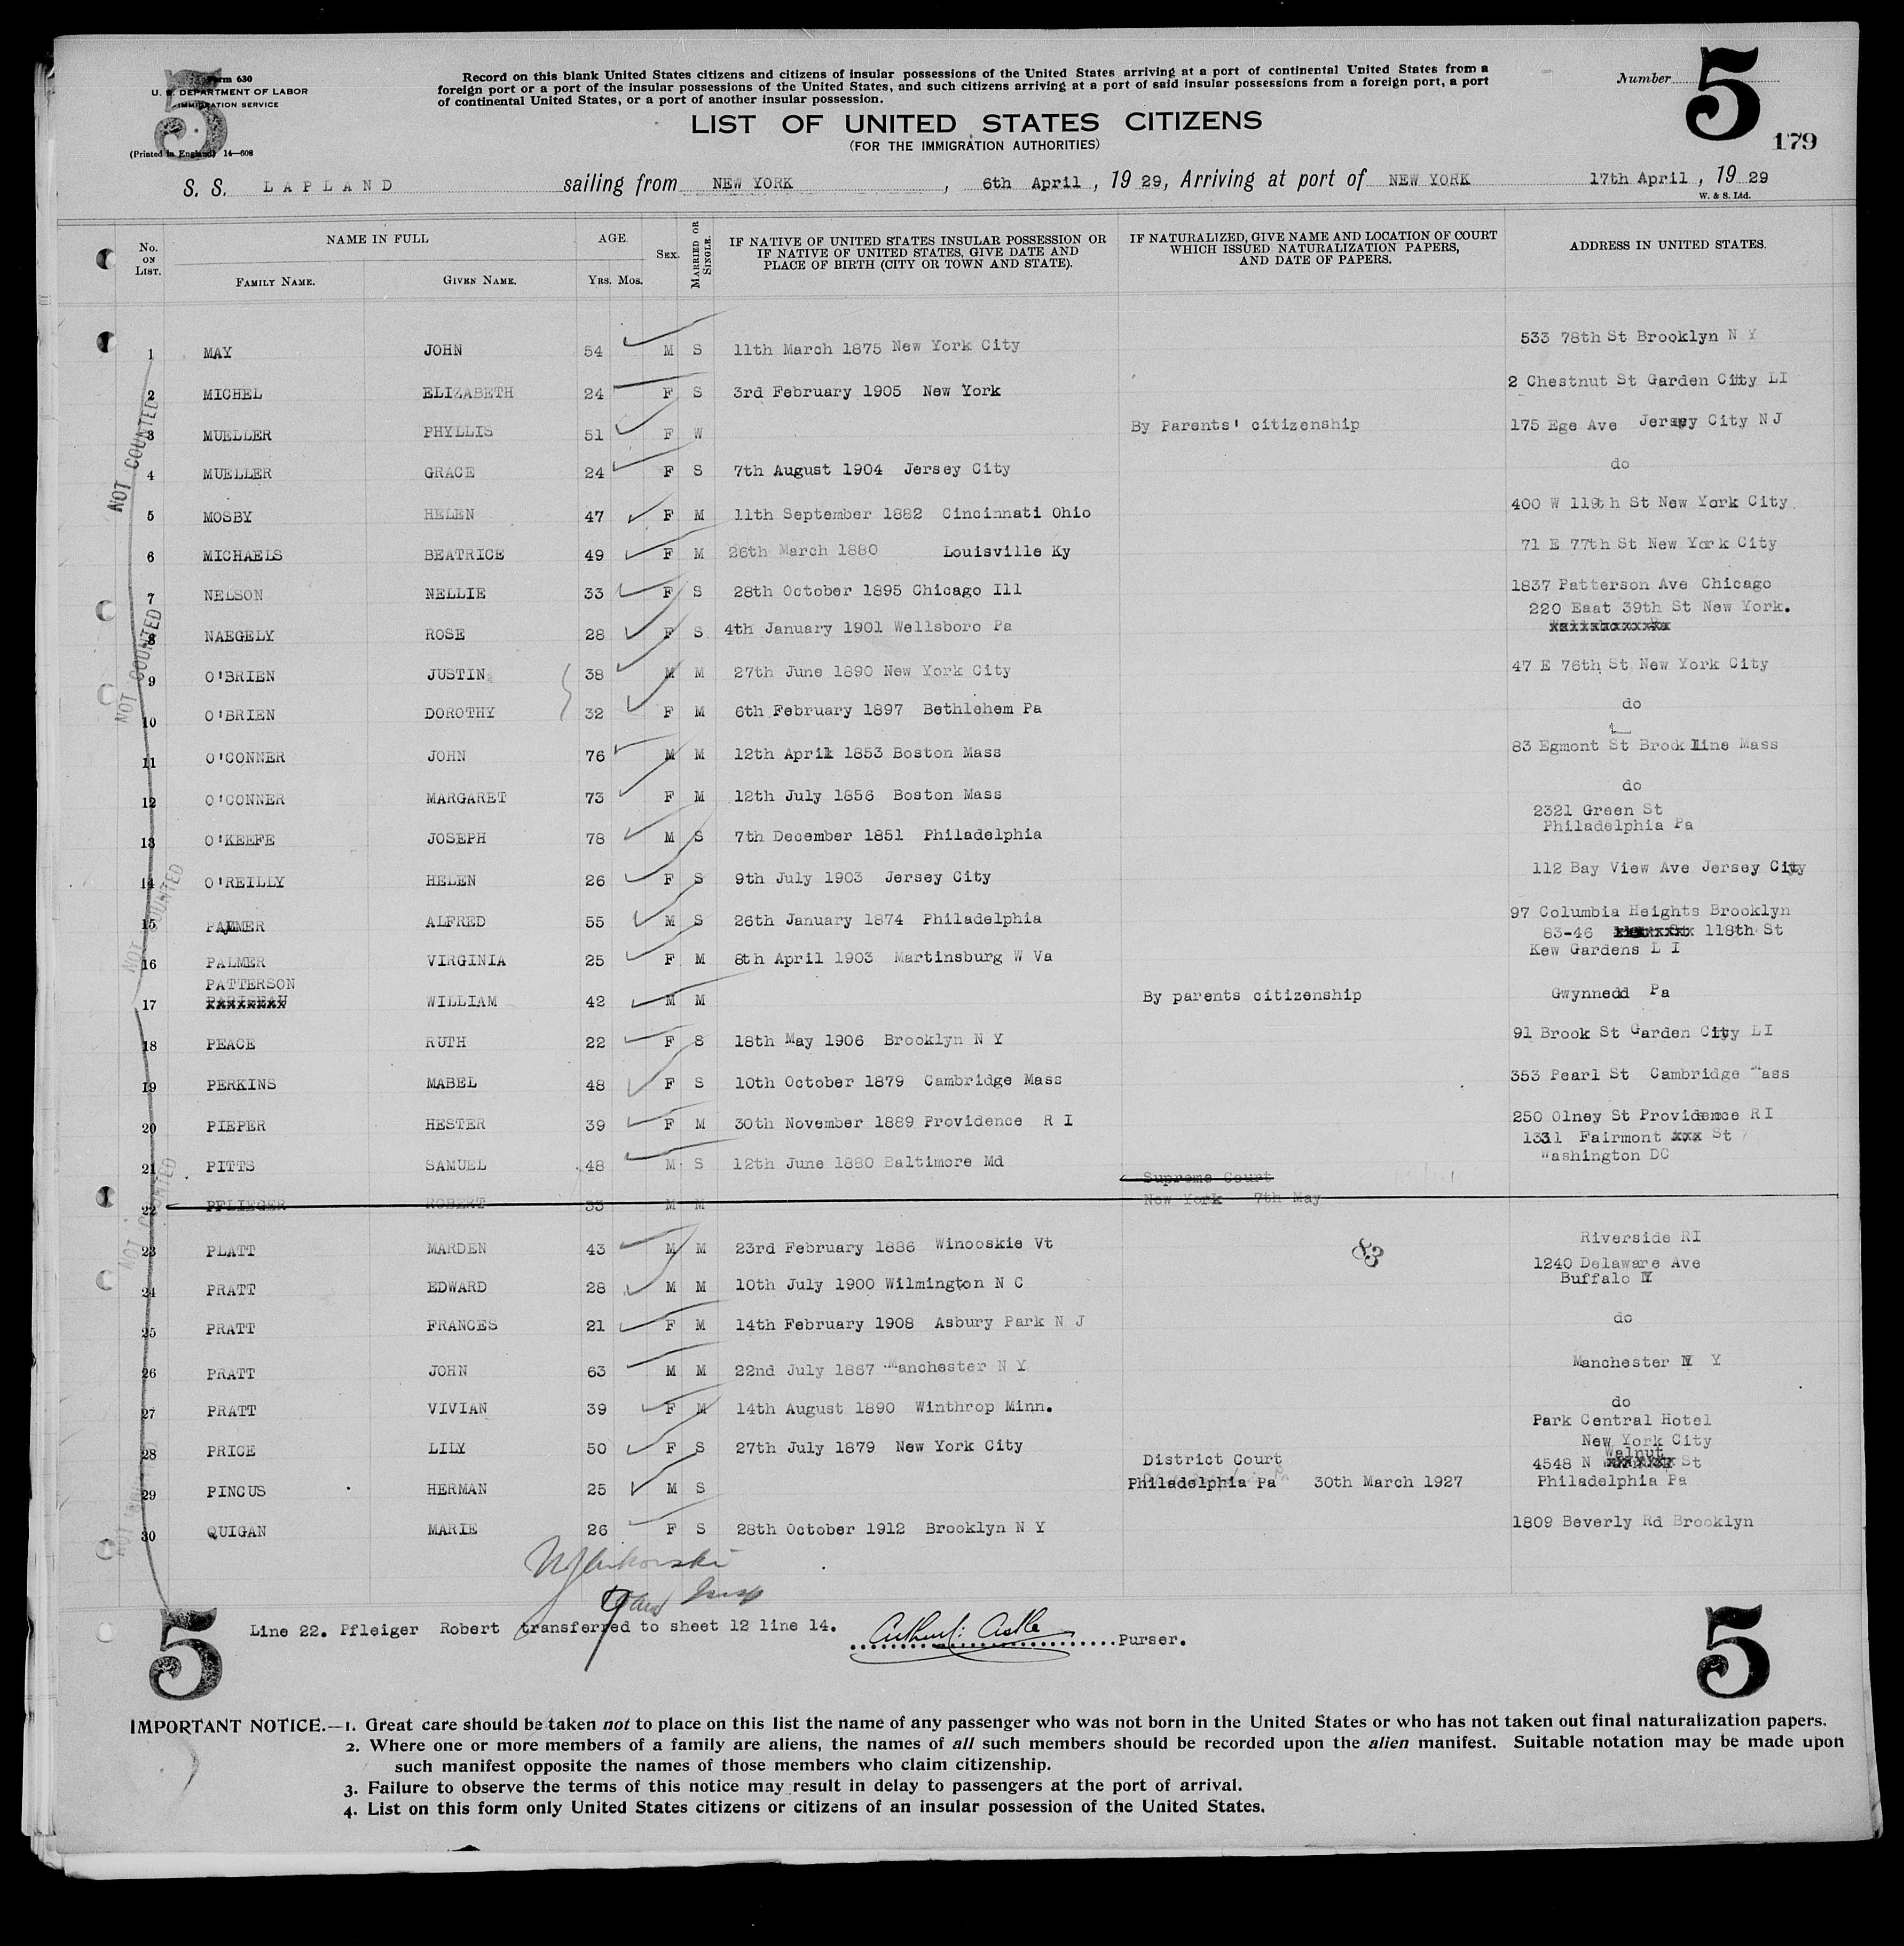 5
Form 630
U. S. DEPARTMENT OF LABOR
IMMIGRATION SERVICE
(Printed in England) 14—608
Record on this blank United States citizens and citizens of insular possessions of the United States arriving at a port of continental United States from a
foreign port or a port of the insular possessions of the United States, and such citizens arriving at a port of said insular possessions from a foreign port, a port
of continental United States, or a port of another insular possession.
Number 5
179
LIST OF UNITED STATES CITIZENS
(FOR THE IMMIGRATION AUTHORITIES)
S. S. LAPLAND sailing from NEW YORK, 6th April, 19 29, Arriving at port of NEW YORK 17th April, 19 29
W. & S. Ltd.
No. ON LIST. NAME IN FULL FAMILY NAME. GIVEN NAME. AGE. YRS. MOS. SEX. MARRIED OR SINGLE. IF NATIVE OF UNITED STATES INSULAR POSSESSION OR IF NATIVE OF UNITED STATES, GIVE DATE AND PLACE OF BIRTH (CITY OR TOWN AND STATE). IF NATURALIZED, GIVE NAME AND LOCATION OF COURT WHICH ISSUED NATURALIZATION PAPERS, AND DATE OF PAPERS. ADDRESS IN UNITED STATES.
NOT COUNTED
1 MAY JOHN 54 M S 11th March 1875 New York City 533 78th St Brooklyn N Y
2 MICHEL ELIZABETH 24 F S 3rd February 1905 New York 2 Chestnut St Garden City LI
3 MUELLER PHYLLIS 51 F W By Parents' citizenship 175 Ege Ave Jersey City N J
4 MUELLER GRACE 24 F S 7th August 1904 Jersey City do
5 MOSBY HELEN 47 F M 11th September 1882 Cincinnati Ohio 400 W 119th St New York City
6 MICHAELS BEATRICE 49 F M 26th March 1880 Louisville Ky 71 E 77th St New York City
7 NELSON NELLIE 33 F S 28th October 1895 Chicago Ill 1837 Patterson Ave Chicago
NOT COUNTED
220 Eaat 39th St New York.
8 NAEGELY ROSE 28 F S 4th January 1901 Wellsboro Pa
9 O'BRIEN JUSTIN 38 M M 27th June 1890 New York City 47 E 76th St New York City
10 O'BRIEN DOROTHY 32 F M 6th February 1897 Bethlehem Pa do
11 O'CONNER JOHN 76 M M 12th April 1853 Boston Mass 83 Egmont St Brookline Mass
12 O'CONNER MARGARET 73 F M 12th July 1856 Boston Mass do
2321 Green St
13 O'KEEFE JOSEPH 78 M S 7th December 1851 Philadelphia Philadelphia Pa
14 O'REILLY HELEN 26 F S 9th July 1903 Jersey City 112 Bay View Ave Jersey City
NOT COUNTED
15 PALMER ALFRED 55 M S 26th January 1874 Philadelphia 97 Columbia Heights Brooklyn
83-46 118th St
16 PALMER VIRGINIA 25 F M 8th April 1903 Martinsburg W Va Kew Gardens L I
PATTERSON
17 WILLIAM 42 M M By parents citizenship Gwynnedd Pa
18 PEACE RUTH 22 F S 18th May 1906 Brooklyn N Y 91 Brook St Garden City LI
19 PERKINS MABEL 48 F S 10th October 1879 Cambridge Mass 353 Pearl St Cambridge Mass
20 PIEPER HESTER 39 F M 30th November 1889 Providence R I 250 Olney St Providence R I
1331 Fairmont xxx St
21 PITTS SAMUEL 48 M S 12th June 1880 Baltimore Md Washington DC
NOT COUNTED
Supreme Court
22 PFLIEGER ROBERT 33 M M New York 7th May
23 PLATT MARDEN 43 M M 23rd February 1886 Winooskie Vt Riverside RI
83
1240 Delaware Ave
24 PRATT EDWARD 28 M M 10th July 1900 Wilmington N C Buffalo NY
25 PRATT FRANCES 21 F M 14th February 1908 Asbury Park N J do
26 PRATT JOHN 63 M M 22nd July 1867 Manchester N Y Manchester N Y
27 PRATT VIVIAN 39 F M 14th August 1890 Winthrop Minn. do
Park Central Hotel
28 PRICE LILY 50 F S 27th July 1879 New York City New York City
District Court 4548 N Walnut St
29 PINCUS HERMAN 25 M S Philadelphia Pa 30th March 1927 Philadelphia Pa
NOT COUNTED
30 QUIGAN MARIE 26 F S 28th October 1912 Brooklyn N Y 1809 Beverly Rd Brooklyn
Insp
5
Line 22. Pfleiger Robert transferred to sheet 12 line 14. Purser.
5
IMPORTANT NOTICE.—1. Great care should be taken not to place on this list the name of any passenger who was not born in the United States or who has not taken out final naturalization papers.
2. Where one or more members of a family are aliens, the names of all such members should be recorded upon the alien manifest. Suitable notation may be made upon
such manifest opposite the names of those members who claim citizenship.
3. Failure to observe the terms of this notice may result in delay to passengers at the port of arrival.
4. List on this form only United States citizens or citizens of an insular possession of the United States.